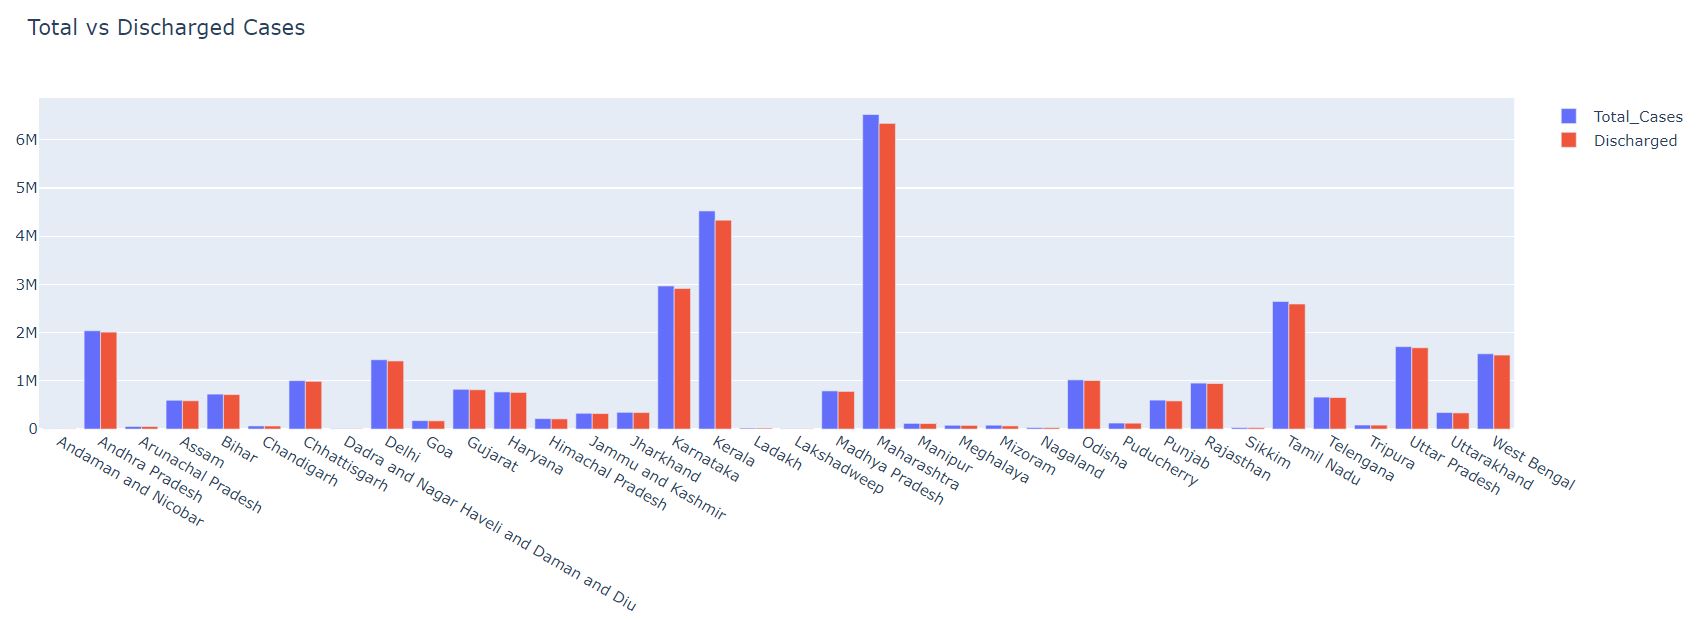 Total vs Discharged Cases
Total_Cases
Discharged
6M
5M
4M
3M
2M
1M
0
Andaman and Nicobar
Andhra Pradesh
Arunachal Pradesh
Assam
Bihar
Chandigarh
Chhattisgarh
Dadra and Nagar Haveli and Daman and Diu
Delhi
Goa
Gujarat
Haryana
Himachal Pradesh
Jammu and Kashmir
Jharkhand
Karnataka
Kerala
Ladakh
Lakshadweep
Madhya Pradesh
Maharashtra
Manipur
Meghalaya
Mizoram
Nagaland
Odisha
Puducherry
Punjab
Rajasthan
Sikkim
Tamil Nadu
Telengana
Tripura
Uttar Pradesh
Uttarakhand
West Bengal